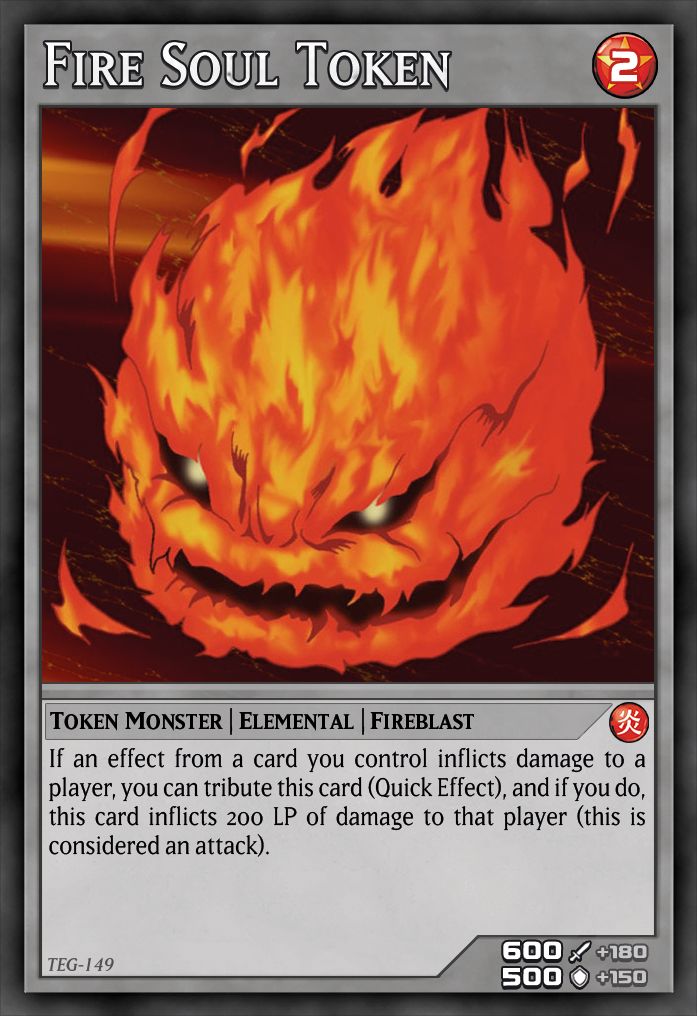 Fire Soul Token
2
Token Monster | Elemental | Fireblast
炎
If an effect from a card you control inflicts damage to a
player, you can tribute this card (Quick Effect), and if you do,
this card inflicts 200 LP of damage to that player (this is
considered an attack).
600 +180
TEG-149
500 +150